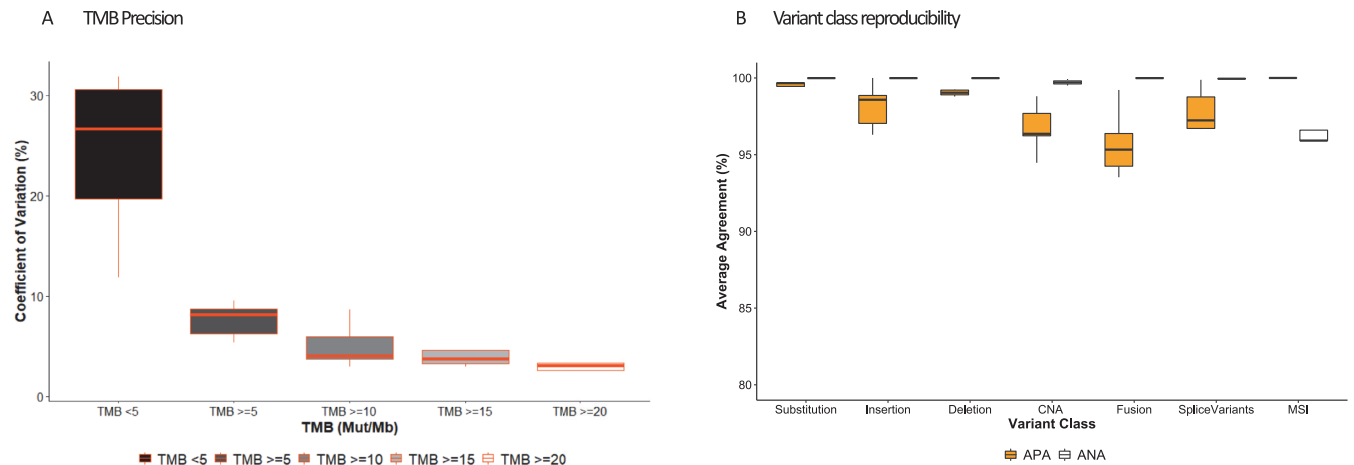 A TMB Precision
Coefficient of Variation (%)
30
20
10
0
TMB <5 TMB >=5 TMB >=10 TMB >=15 TMB >=20
TMB (Mut/Mb)
TMB <5 TMB >=5 TMB >=10 TMB >=15 TMB >=20
B Variant class reproducibility
Average Agreement (%)
100
95
90
85
80
Substitution Insertion Deletion CNA Fusion SpliceVariants MSI
Variant Class
APA ANA